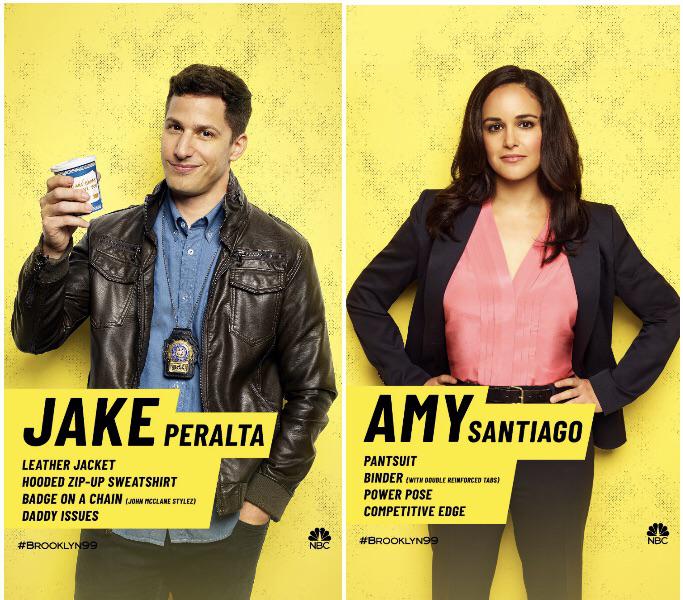 JAKE PERALTA
LEATHER JACKET
HOODED ZIP-UP SWEATSHIRT
BADGE ON A CHAIN (JOHN MCCLANE STYLEZ)
DADDY ISSUES
#BROOKLYN99
NBC
AMY SANTIAGO
PANTSUIT
BINDER (WITH DOUBLE REINFORCED TABS)
POWER POSE
COMPETITIVE EDGE
#BROOKLYN99
NBC